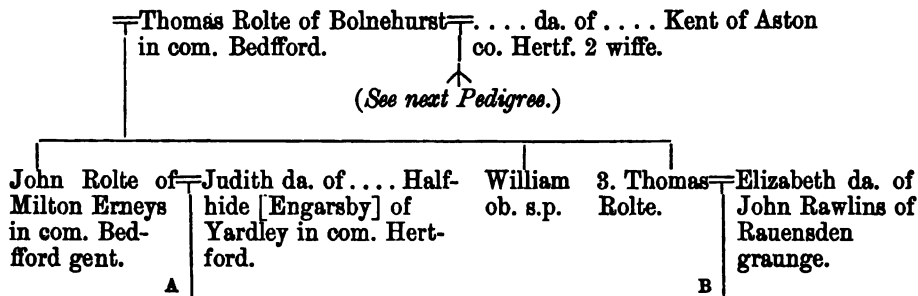 Thomas Rolte of Bolnehurst
in com. Bedfford.
.... da. of .... Kent of Aston
co. Hertf. 2 wiffe.
(See next Pedigree.)
John Rolte of
Milton Erneys
in com. Bed-
fford gent.
Judith da. of .... Half-
hide [Engarsby] of
Yardley in com. Hert-
ford.
William
ob. s.p.
3. Thomas
Rolte.
Elizabeth da. of
John Rawlins of
Rauensden
graunge.
A
B